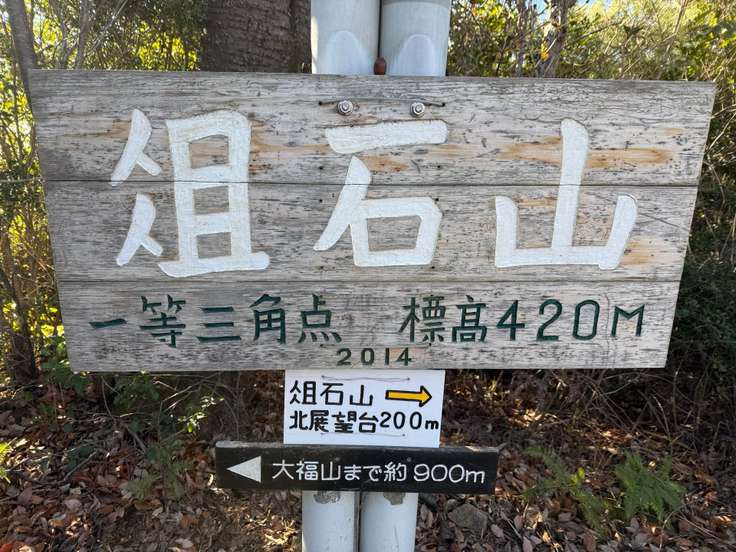 俎石山
一等三角点 標高420M
2014
俎石山
北展望台200m
大福山まで約900m